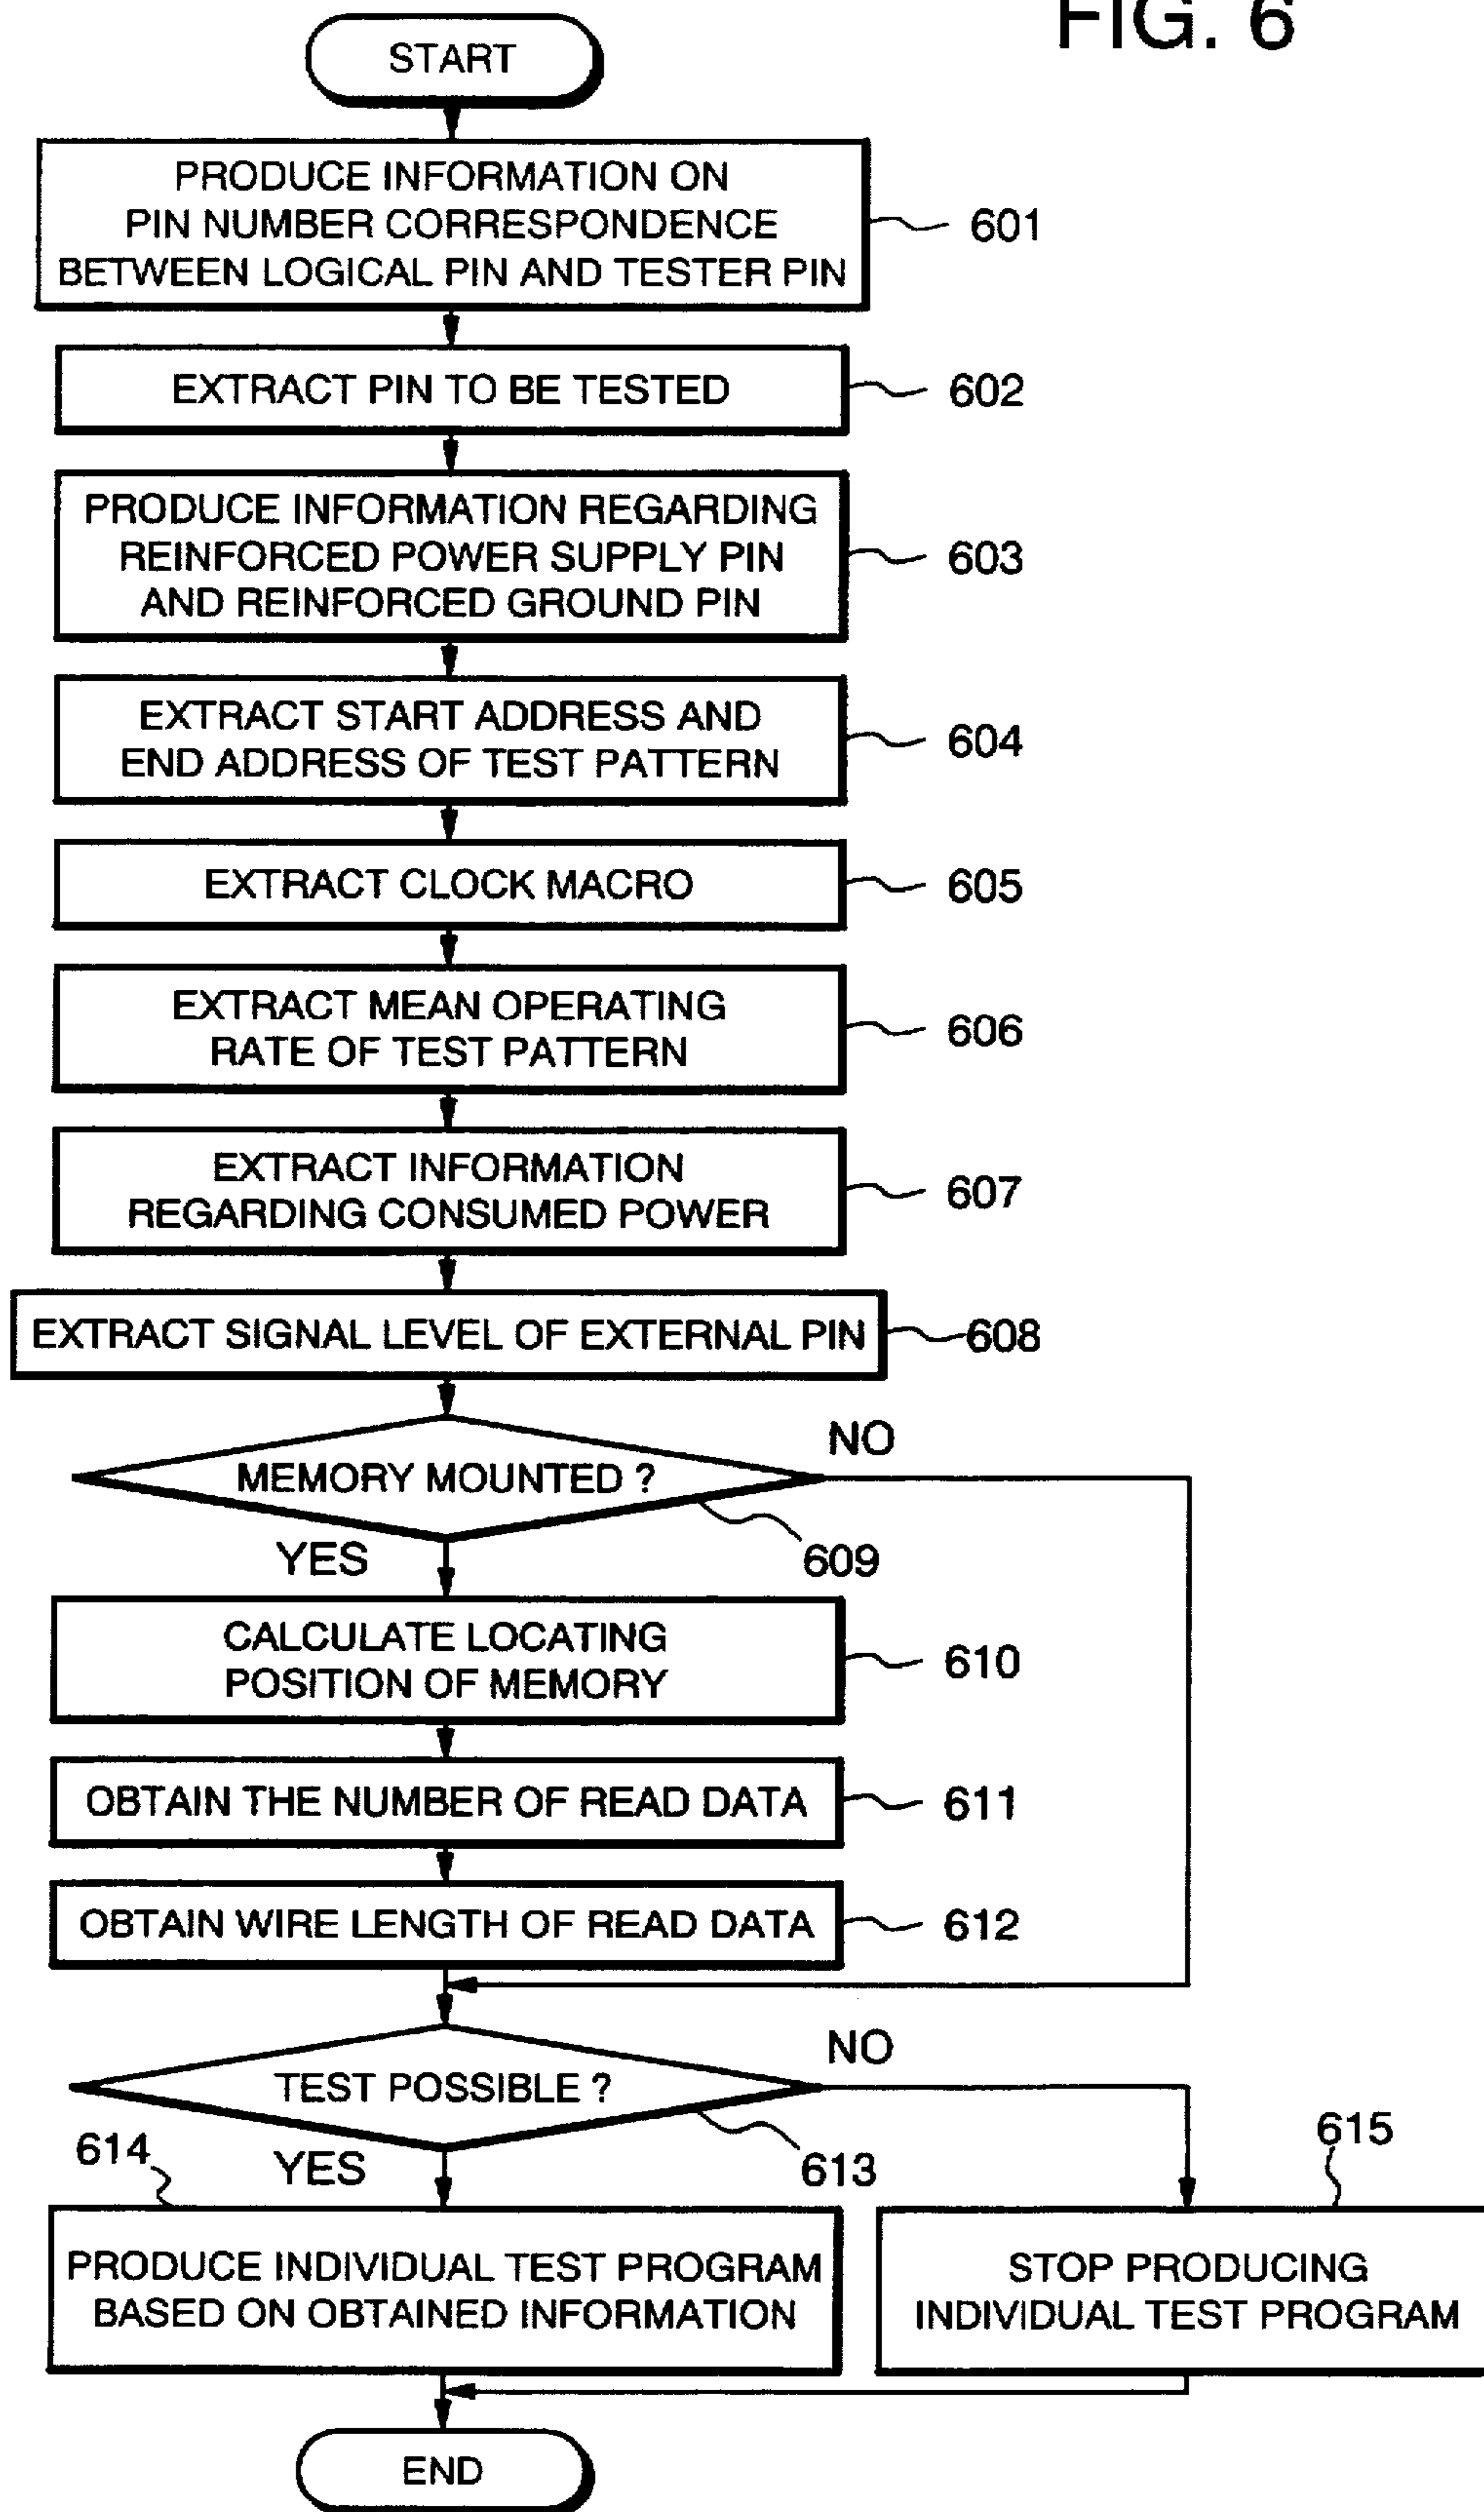 FIG. 6
START
PRODUCE INFORMATION ON
PIN NUMBER CORRESPONDENCE
BETWEEN LOGICAL PIN AND TESTER PIN
601
EXTRACT PIN TO BE TESTED
602
PRODUCE INFORMATION REGARDING
REINFORCED POWER SUPPLY PIN
AND REINFORCED GROUND PIN
603
EXTRACT START ADDRESS AND
END ADDRESS OF TEST PATTERN
604
EXTRACT CLOCK MACRO
605
EXTRACT MEAN OPERATING
RATE OF TEST PATTERN
606
EXTRACT INFORMATION
REGARDING CONSUMED POWER
607
EXTRACT SIGNAL LEVEL OF EXTERNAL PIN
608
NO
MEMORY MOUNTED ?
609
YES
CALCULATE LOCATING
POSITION OF MEMORY
610
OBTAIN THE NUMBER OF READ DATA
611
OBTAIN WIRE LENGTH OF READ DATA
612
NO
TEST POSSIBLE ?
613
YES
614
615
PRODUCE INDIVIDUAL TEST PROGRAM
BASED ON OBTAINED INFORMATION
STOP PRODUCING
INDIVIDUAL TEST PROGRAM
END